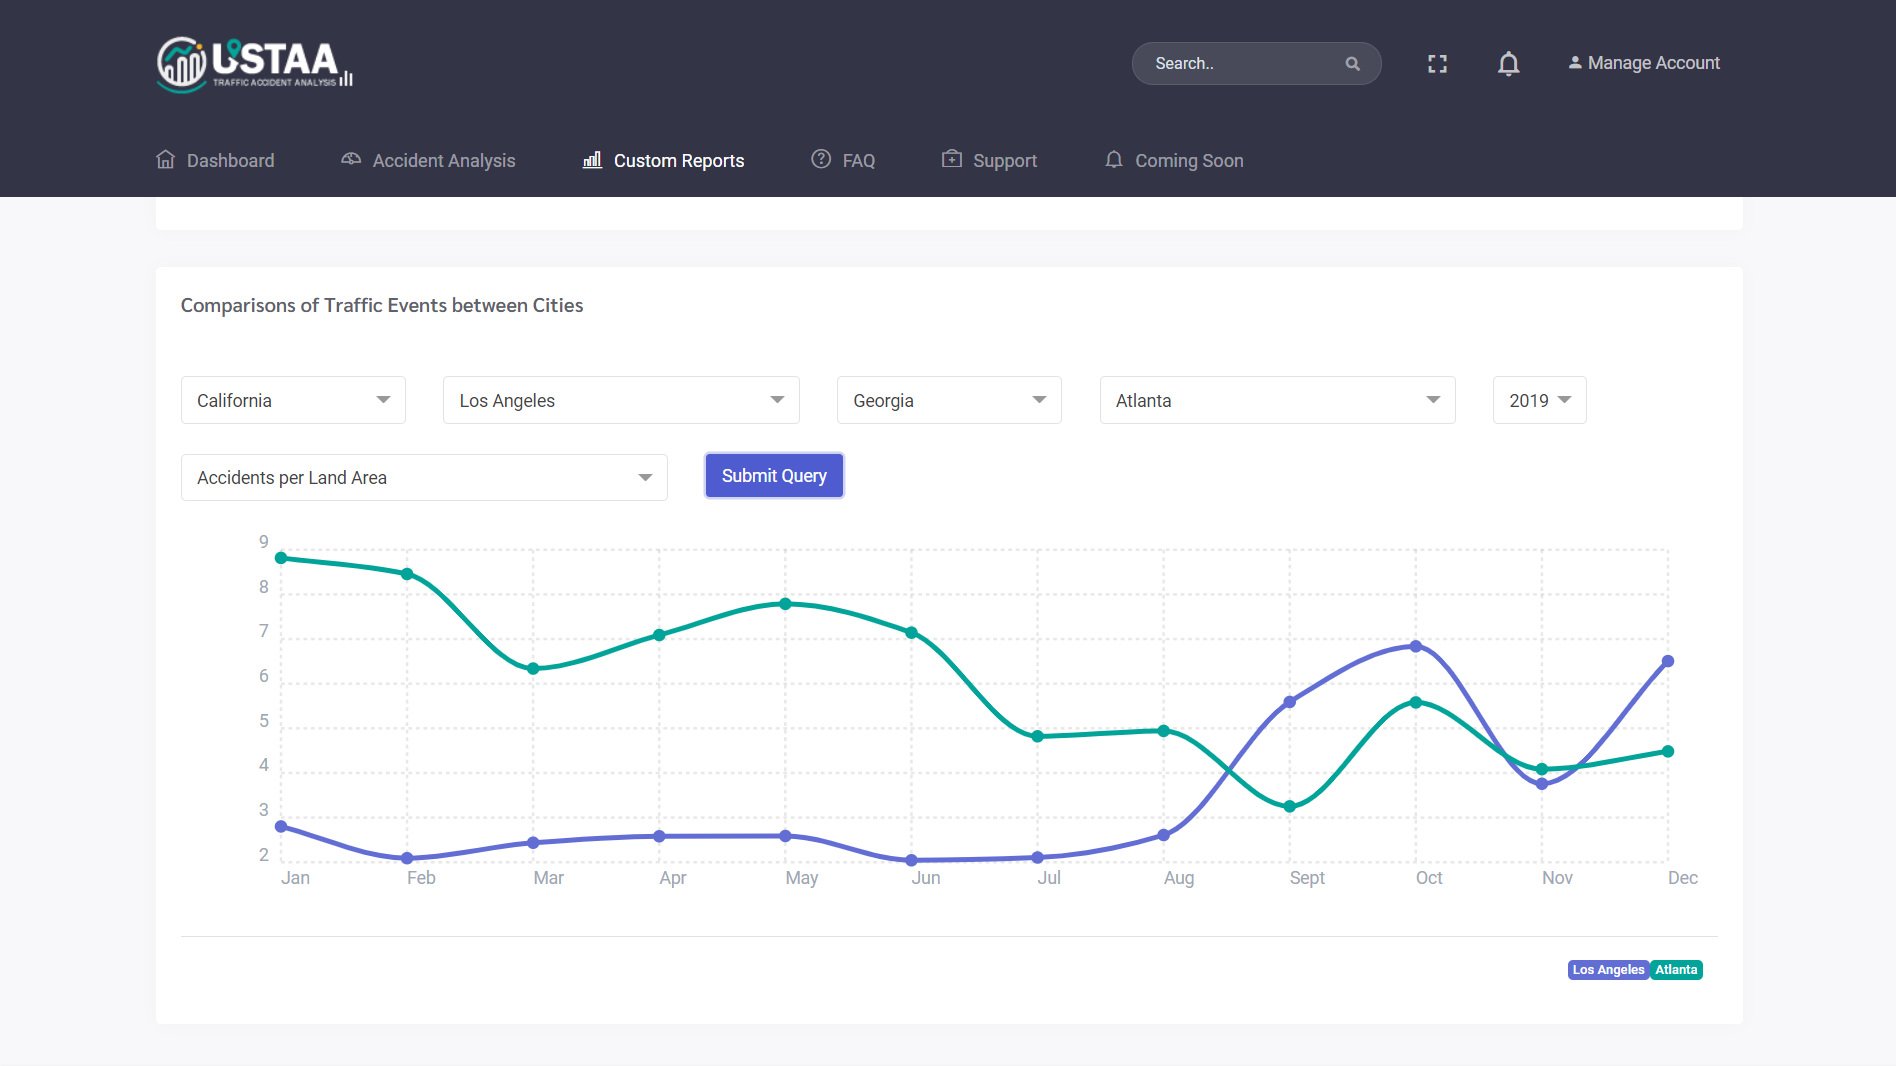 USTAA
TRAFFIC ACCIDENT ANALYSIS
Search..
Manage Account
Dashboard
Accident Analysis
Custom Reports
FAQ
Support
Coming Soon
Comparisons of Traffic Events between Cities
California
Los Angeles
Georgia
Atlanta
2019
Accidents per Land Area
Submit Query
9
8
7
6
5
4
3
2
Jan Feb Mar Apr May Jun Jul Aug Sept Oct Nov Dec
Los Angeles Atlanta